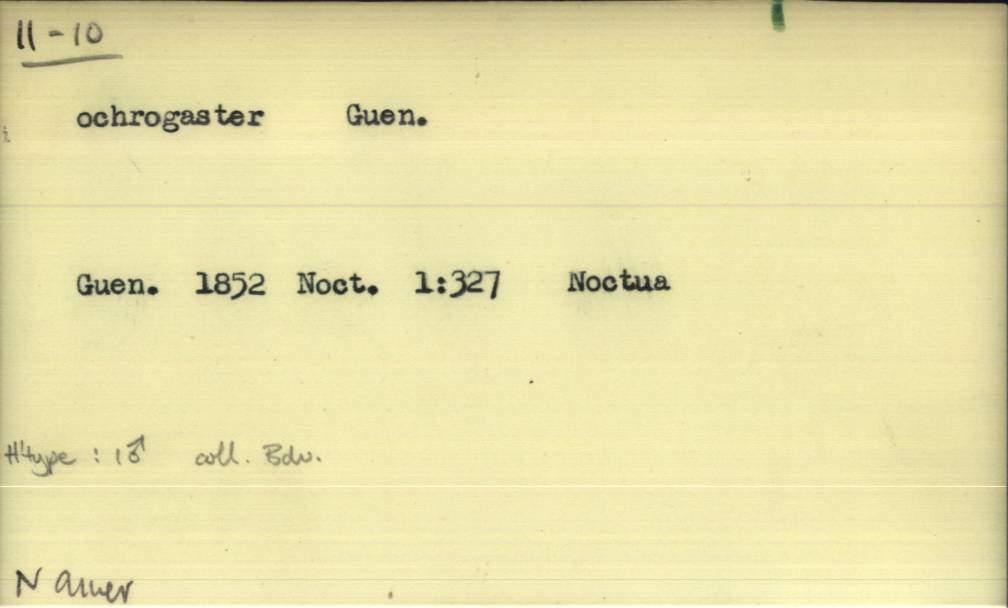 11-10
ochrogaster Guen.
Guen. 1852 Noct. 1:327 Noctua
H'type : 1♂ coll. Bdv.
N Amer